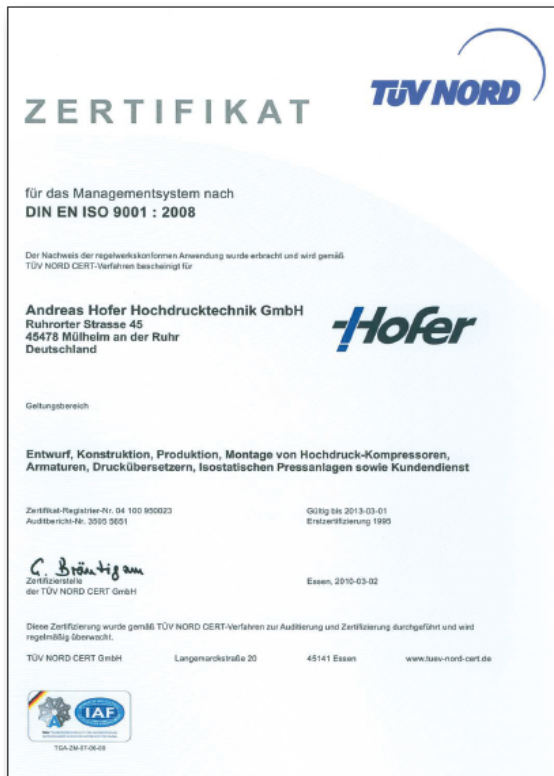 TÜV NORD
ZERTIFIKAT
für das Managementsystem nach
DIN EN ISO 9001 : 2008
Der Nachweis der regelwerkskonformen Anwendung wurde erbracht und wird gemäß
TÜV NORD CERT-Verfahren bescheinigt für
Andreas Hofer Hochdrucktechnik GmbH
Ruhrorter Strasse 45
45478 Mülheim an der Ruhr
Deutschland
Hofer
Geltungsbereich
Entwurf, Konstruktion, Produktion, Montage von Hochdruck-Kompressoren,
Armaturen, Druckübersetzern, Isostatischen Pressanlagen sowie Kundendienst
Zertifikat-Registrier-Nr. 04 100 950023
Auditbericht-Nr. 3505 5651
Gültig bis 2013-03-01
Erstzertifizierung 1995
G. Bräutigam
Zertifizierstelle
der TÜV NORD CERT GmbH
Essen, 2010-03-02
Diese Zertifizierung wurde gemäß TÜV NORD CERT-Verfahren zur Auditierung und Zertifizierung durchgeführt und wird
regelmäßig überwacht.
TÜV NORD CERT GmbH Langemarckstraße 20 45141 Essen www.tuev-nord-cert.de
IAF
TGA-ZM-07-06-00